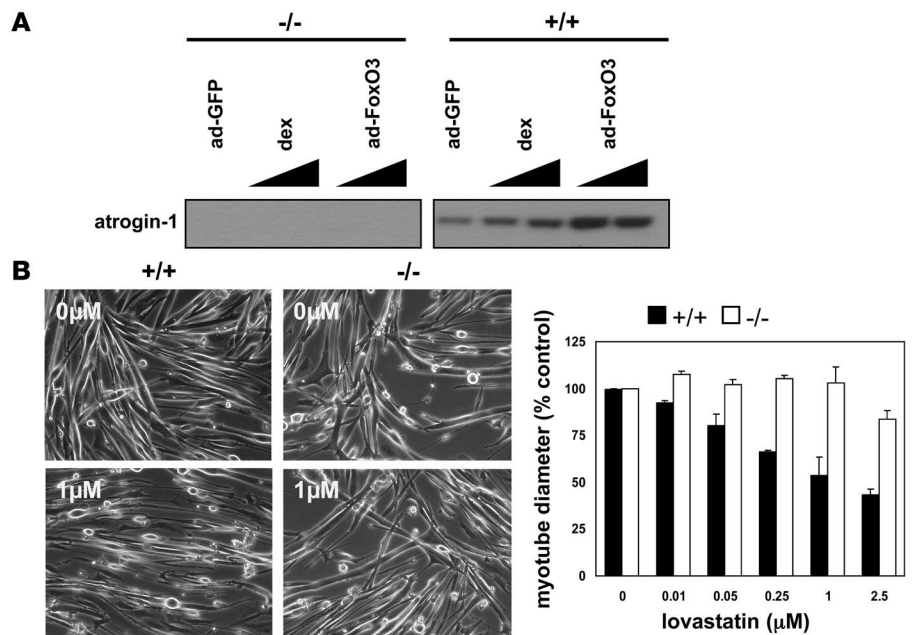 A
-/- +/+
ad-GFP dex ad-FoxO3 ad-GFP dex ad-FoxO3
atrogin-1
B
+/+ -/-
0µM 0µM
1µM 1µM
+/+ -/-
myotube diameter (% control)
125
100
75
50
25
0
0 0.01 0.05 0.25 1 2.5
lovastatin (µM)